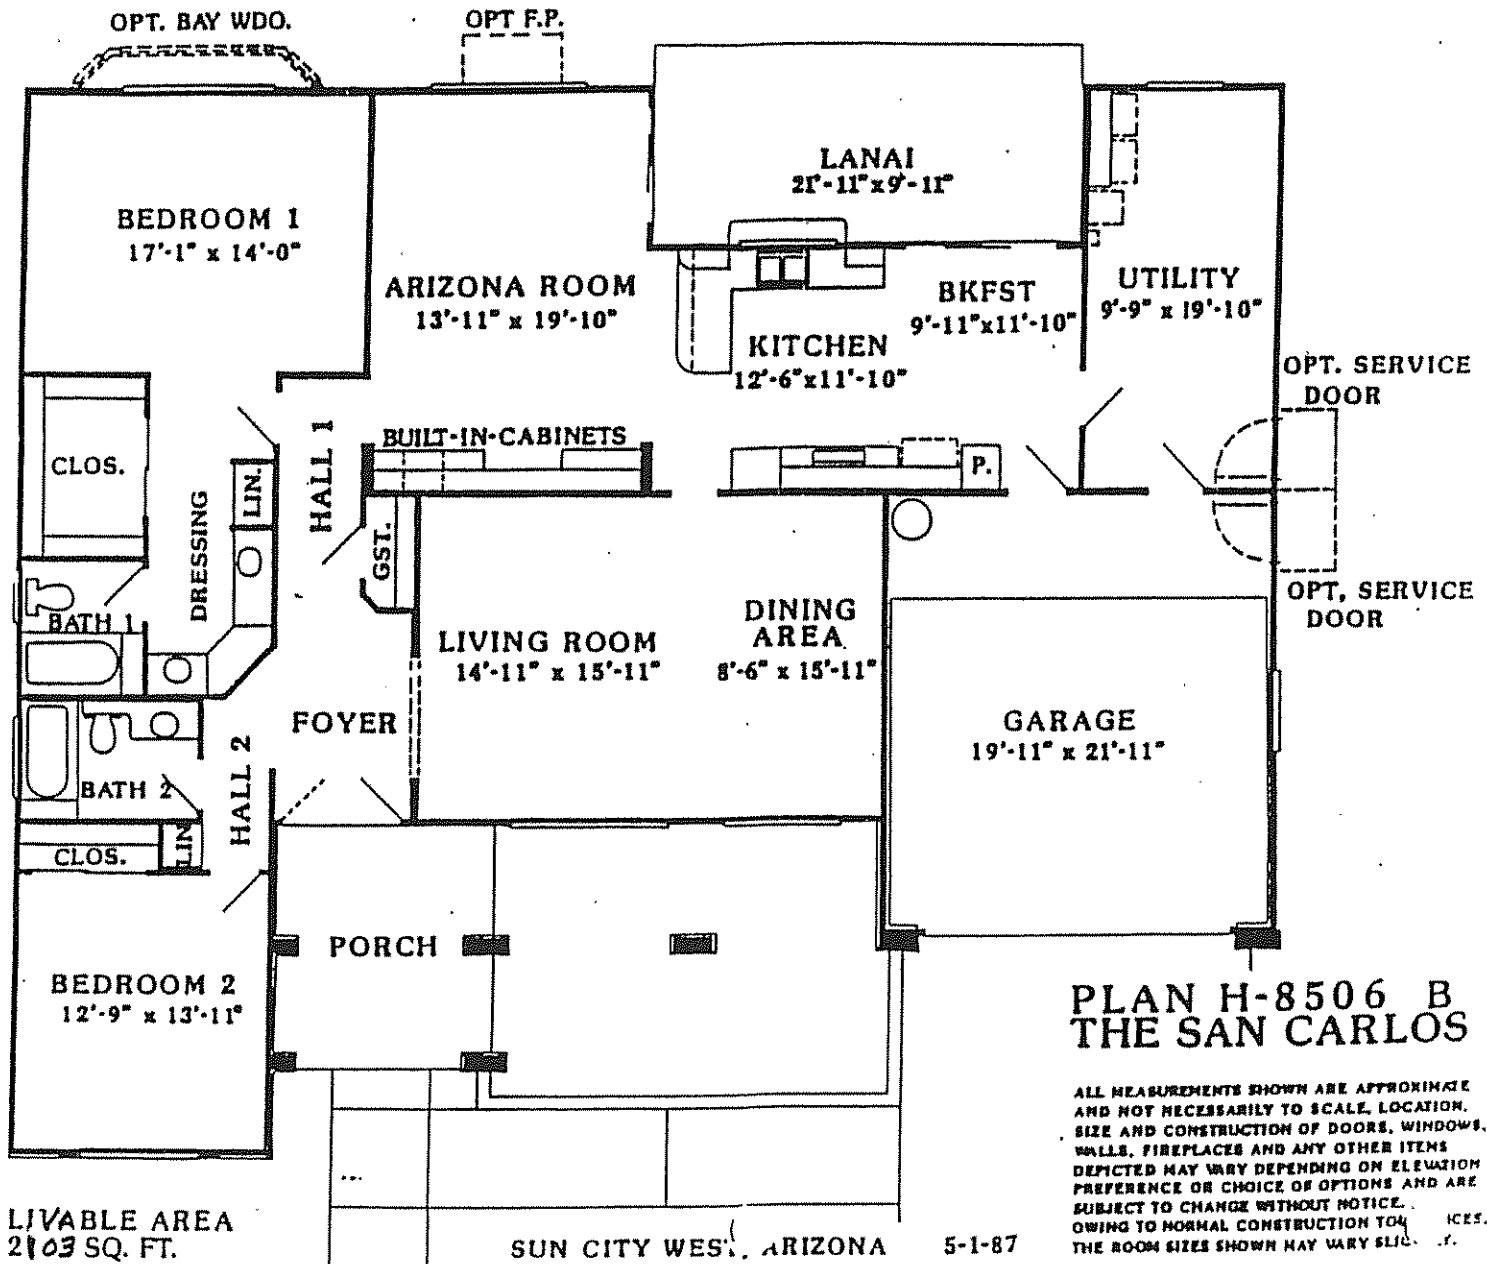 OPT. BAY WDO.
OPT F.P.
LANAI
21'-11" x 9'-11"
BEDROOM 1
17'-1" x 14'-0"
ARIZONA ROOM
13'-11" x 19'-10"
BKFST
9'-11"x11'-10"
UTILITY
9'-9" x 19'-10"
KITCHEN
12'-6"x11'-10"
OPT. SERVICE
DOOR
BUILT-IN-CABINETS
CLOS.
LIN.
HALL 1
P.
DRESSING
GST.
BATH 1
LIVING ROOM
14'-11" x 15'-11"
DINING
AREA
8'-6" x 15'-11"
OPT, SERVICE
DOOR
FOYER
GARAGE
19'-11" x 21'-11"
BATH 2
HALL 2
CLOS.
LIN
PORCH
BEDROOM 2
12'-9" x 13'-11"
PLAN H-8506 B
THE SAN CARLOS
ALL MEASUREMENTS SHOWN ARE APPROXIMATE
AND NOT NECESSARILY TO SCALE, LOCATION,
SIZE AND CONSTRUCTION OF DOORS, WINDOWS,
WALLS, FIREPLACES AND ANY OTHER ITEMS
DEPICTED MAY VARY DEPENDING ON ELEVATION
PREFERENCE OR CHOICE OF OPTIONS AND ARE
SUBJECT TO CHANGE WITHOUT NOTICE.
OWING TO NORMAL CONSTRUCTION
THE ROOM SIZES SHOWN MAY VARY
LIVABLE AREA
2103 SQ. FT.
SUN CITY WEST, ARIZONA 5-1-87